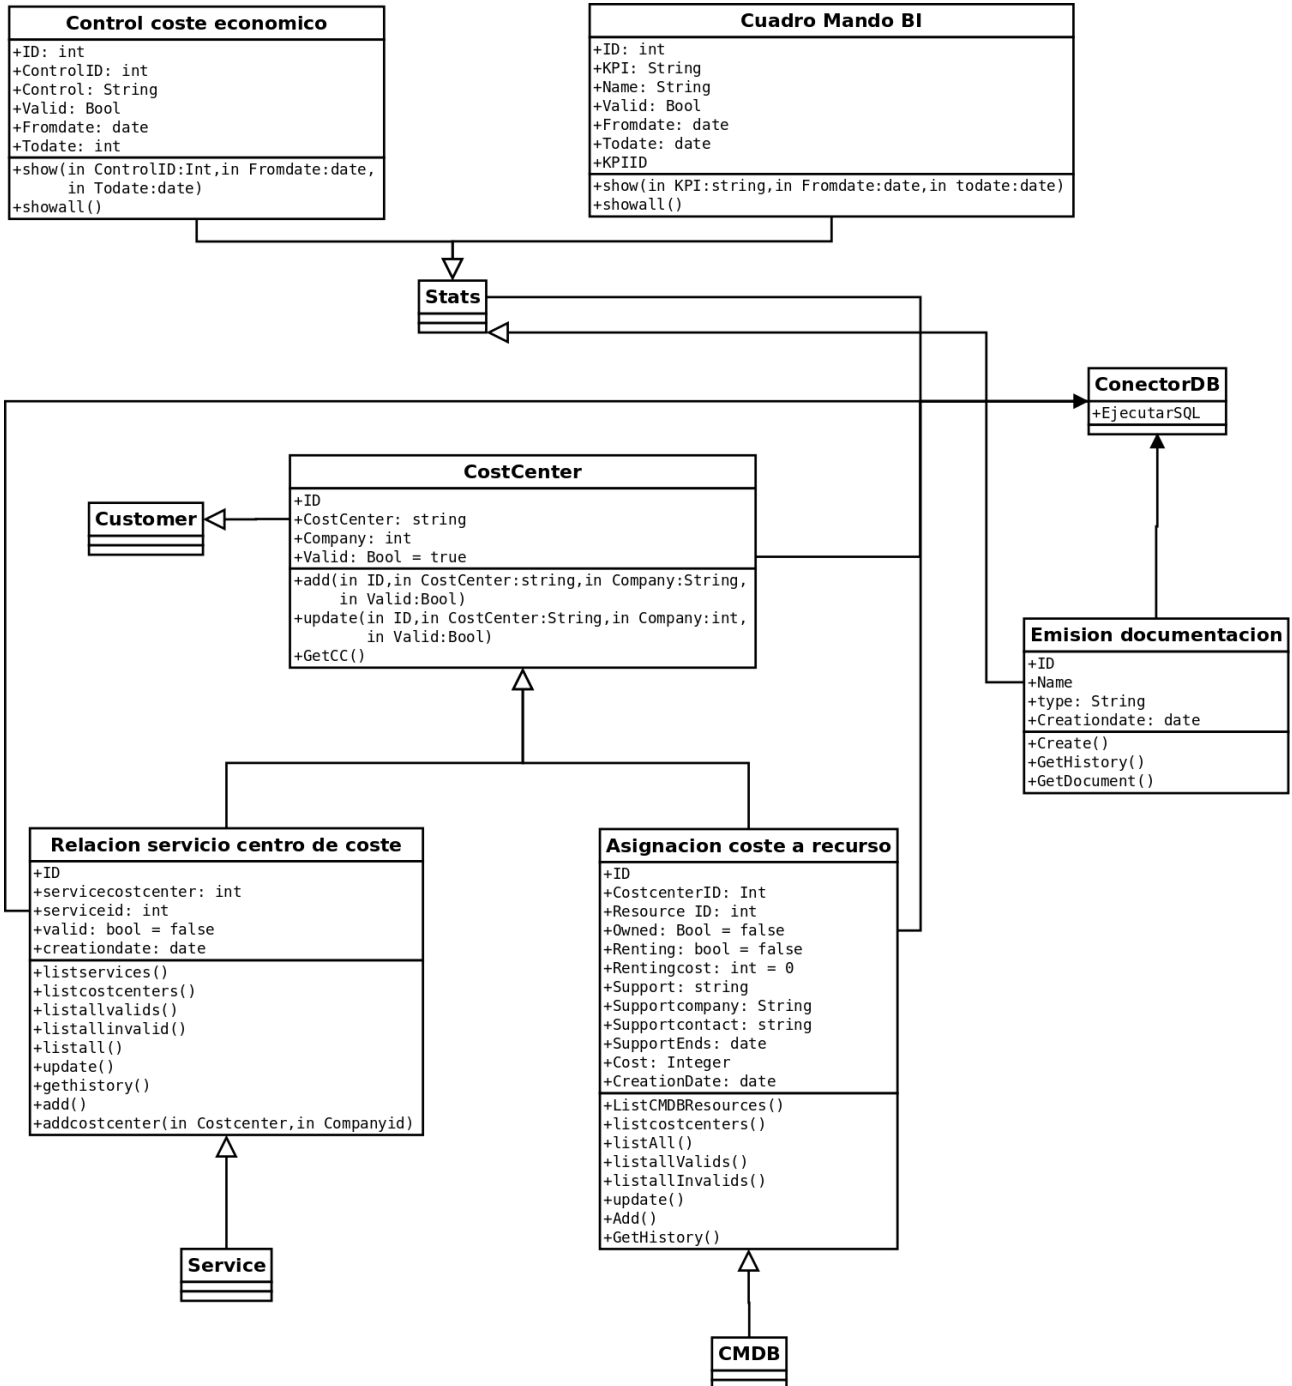 Control coste economico
+ID: int
+ControlID: int
+Control: String
+Valid: Bool
+Fromdate: date
+Todate: int
+show(in ControlID:Int,in Fromdate:date,
in Todate:date)
+showall()
Cuadro Mando BI
+ID: int
+KPI: String
+Name: String
+Valid: Bool
+Fromdate: date
+Todate: date
+KPIID
+show(in KPI:string,in Fromdate:date,in todate:date)
+showall()
Stats
ConectorDB
+EjecutarSQL
CostCenter
+ID
+CostCenter: string
+Company: int
+Valid: Bool = true
+add(in ID,in CostCenter:string,in Company:String,
in Valid:Bool)
+update(in ID,in CostCenter:String,in Company:int,
in Valid:Bool)
+GetCC()
Customer
Emision documentacion
+ID
+Name
+type: String
+Creationdate: date
+Create()
+GetHistory()
+GetDocument()
Relacion servicio centro de coste
+ID
+servicecostcenter: int
+serviceid: int
+valid: bool = false
+creationdate: date
+listservices()
+listcostcenters()
+listallvalids()
+listallinvalid()
+listall()
+update()
+gethistory()
+add()
+addcostcenter(in Costcenter,in Companyid)
Asignacion coste a recurso
+ID
+CostcenterID: Int
+Resource ID: int
+Owned: Bool = false
+Renting: bool = false
+Rentingcost: int = 0
+Support: string
+Supportcompany: String
+Supportcontact: string
+SupportEnds: date
+Cost: Integer
+CreationDate: date
+ListCMDBResources()
+listcostcenters()
+listAll()
+listallValids()
+listallInvalids()
+update()
+Add()
+GetHistory()
Service
CMDB